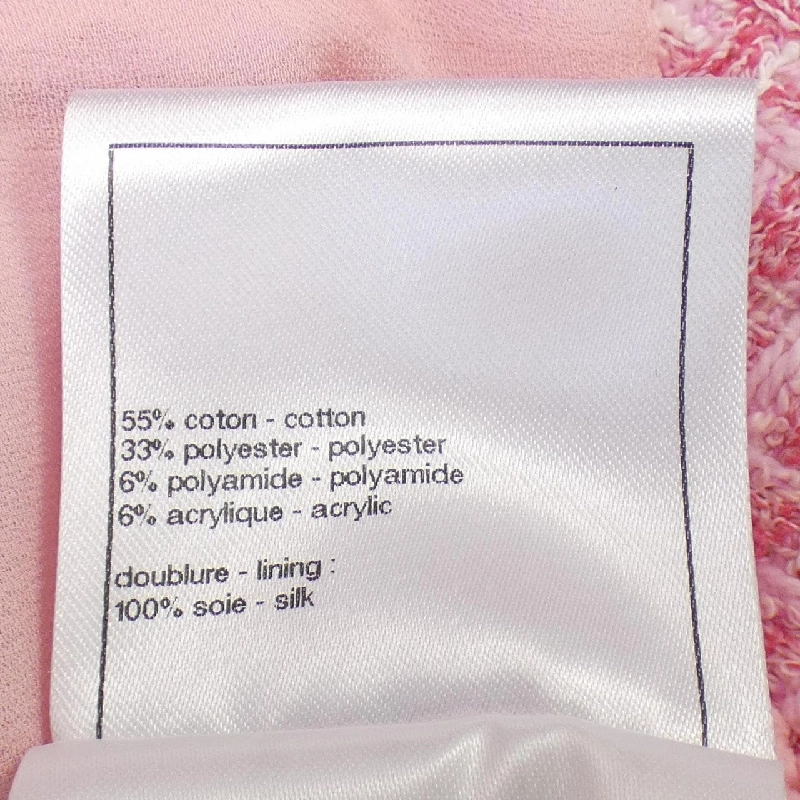 55% coton - cotton
33% polyester - polyester
6% polyamide - polyamide
6% acrylique - acrylic
doublure - lining :
100% soie - silk